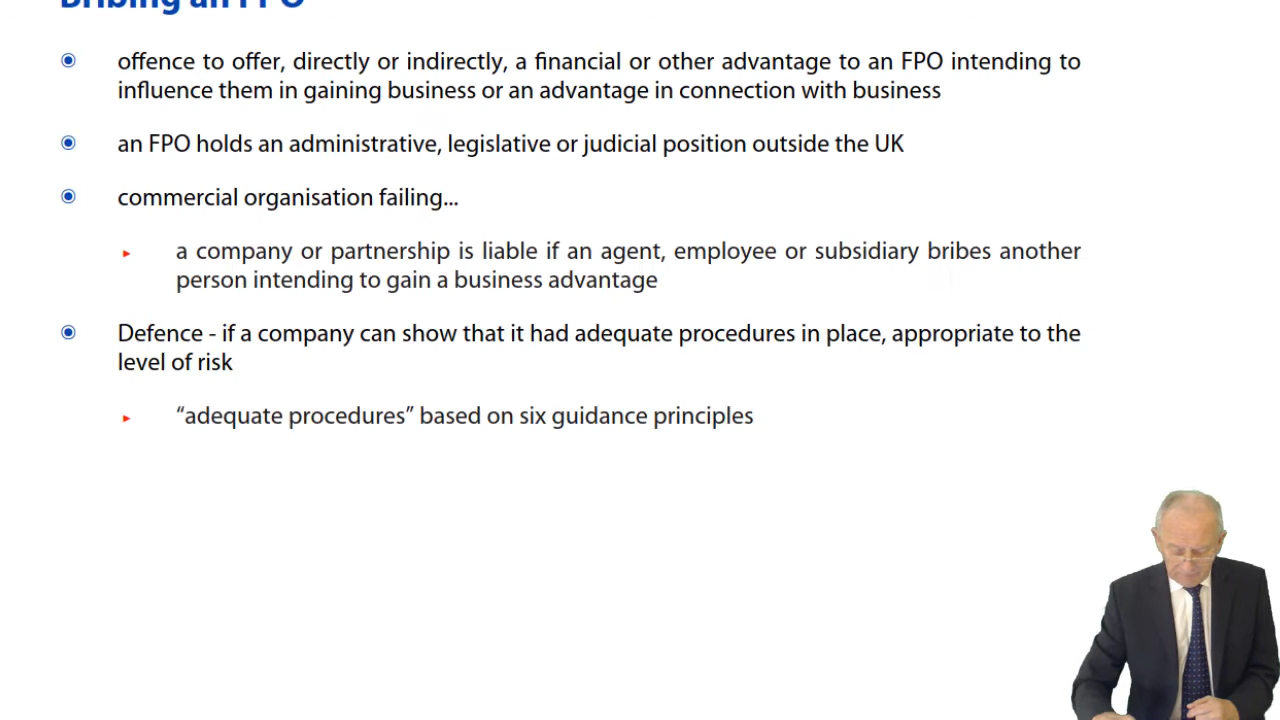 Bribing an FPO
offence to offer, directly or indirectly, a financial or other advantage to an FPO intending to
influence them in gaining business or an advantage in connection with business
an FPO holds an administrative, legislative or judicial position outside the UK
commercial organisation failing...
a company or partnership is liable if an agent, employee or subsidiary bribes another
person intending to gain a business advantage
Defence - if a company can show that it had adequate procedures in place, appropriate to the
level of risk
“adequate procedures” based on six guidance principles